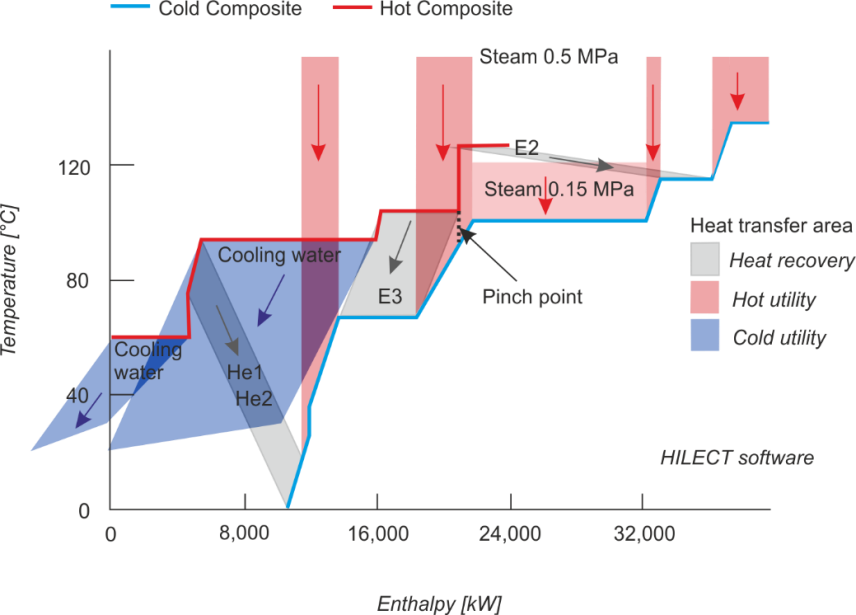 Cold Composite
Hot Composite
Steam 0.5 MPa
E2
120
Steam 0.15 MPa
Temperature [°C]
Heat transfer area
Heat recovery
Hot utility
Cold utility
Cooling water
80
E3
Pinch point
Cooling
water
He1
He2
40
HILECT software
0
0
8,000
16,000
24,000
32,000
Enthalpy [kW]